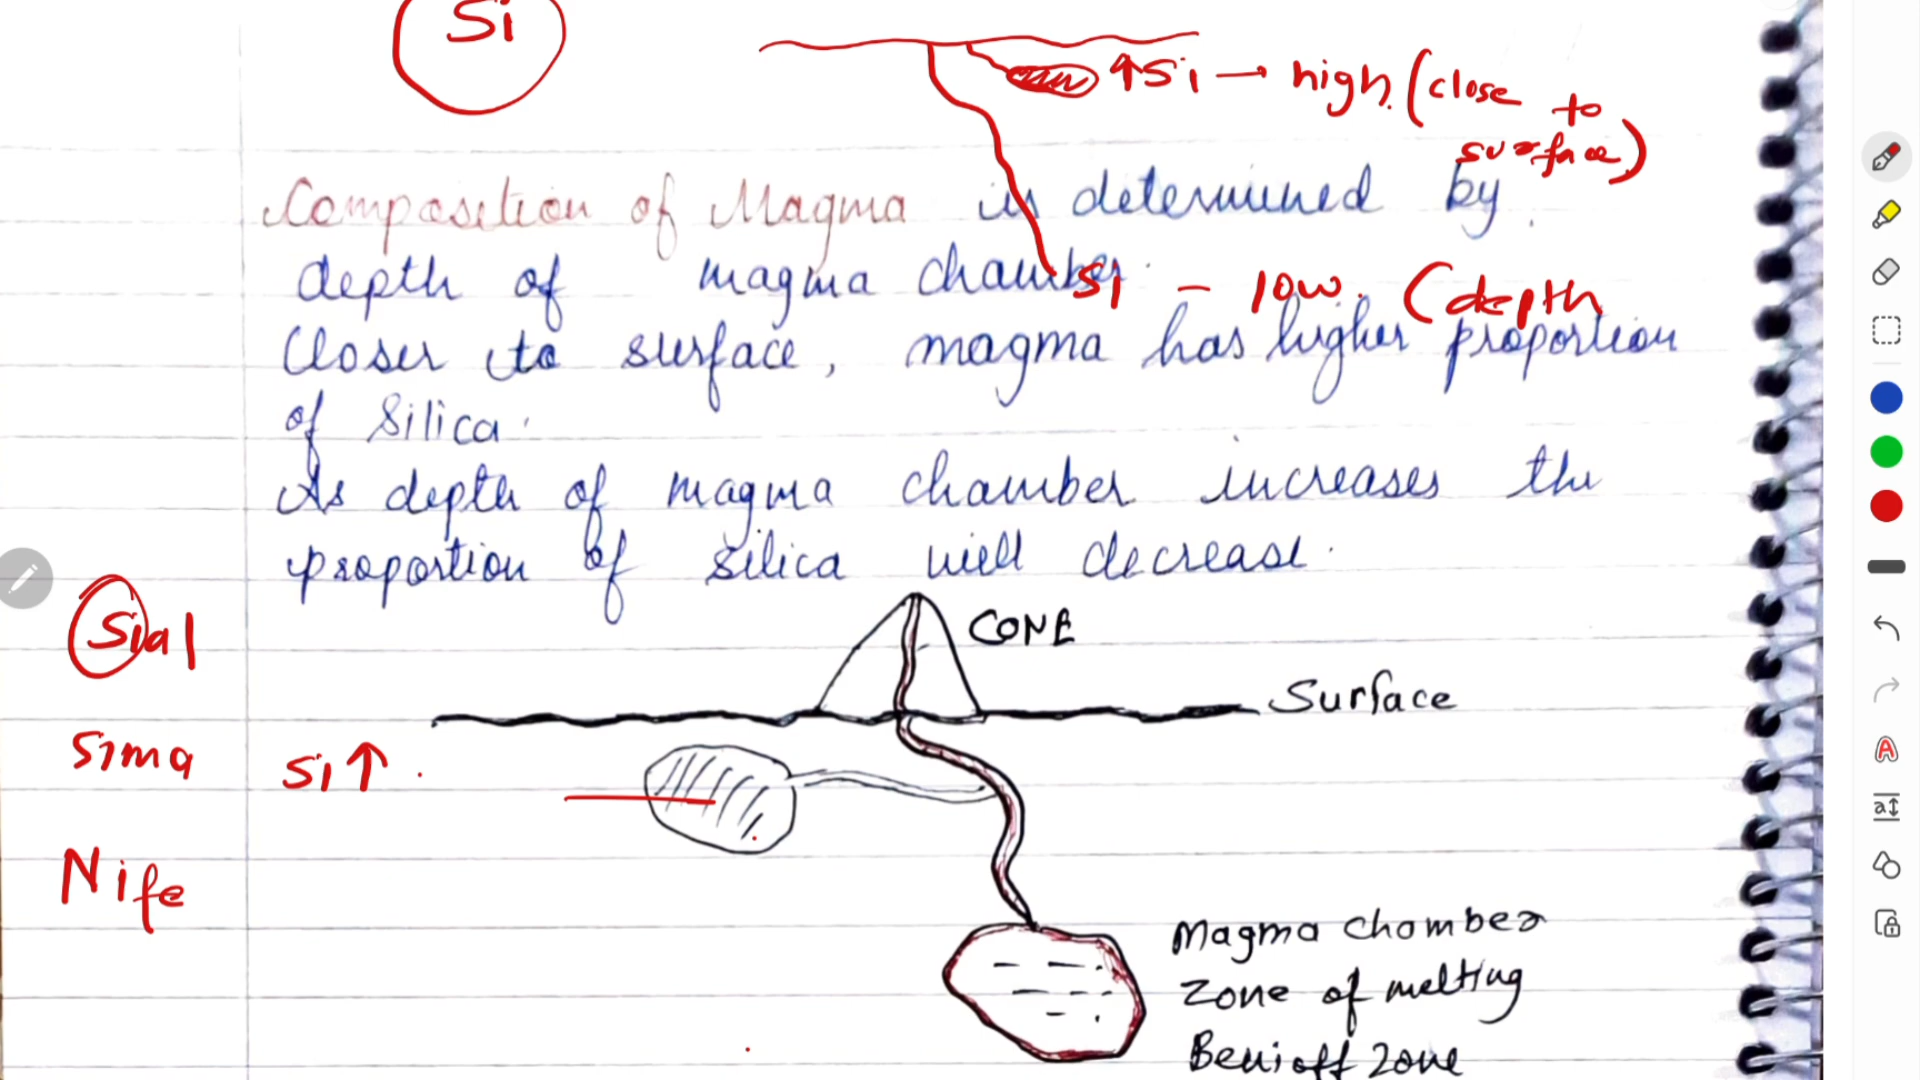 Si
↑Si → high (close to
surface)
Composition of Magma is determined by
depth of magma chamber.
Si - low. (depth
Closer to surface, magma has higher proportion
of Silica.
As depth of magma chamber increases the
proportion of silica will decrease.
Sial
CONE
Surface
Sima
Si↑
Nife
Magma chamber
Zone of melting
Benioff Zone